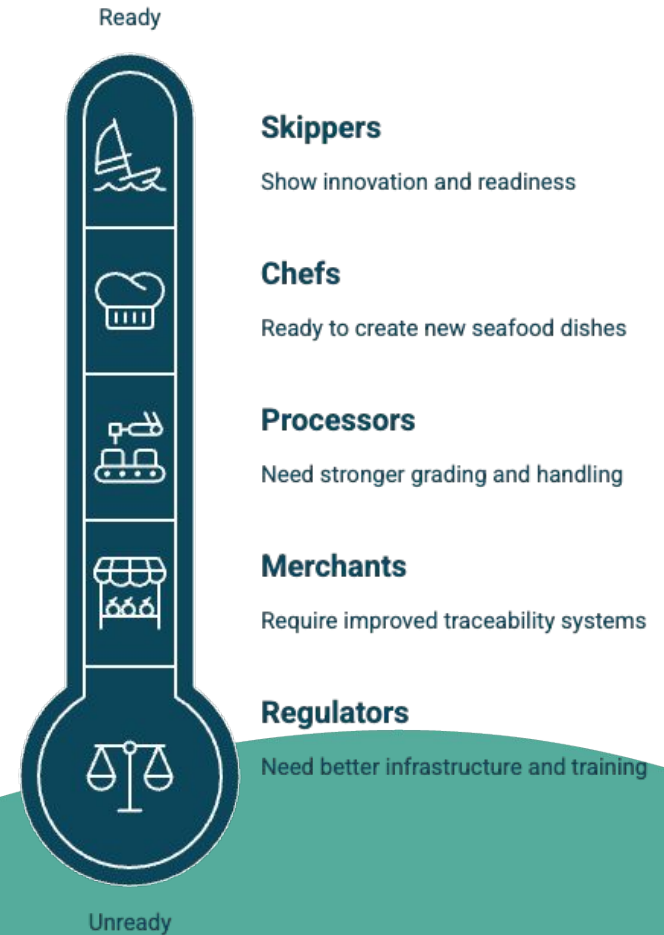 Ready
Skippers
Show innovation and readiness
Chefs
Ready to create new seafood dishes
Processors
Need stronger grading and handling
Merchants
Require improved traceability systems
Regulators
Need better infrastructure and training
Unready